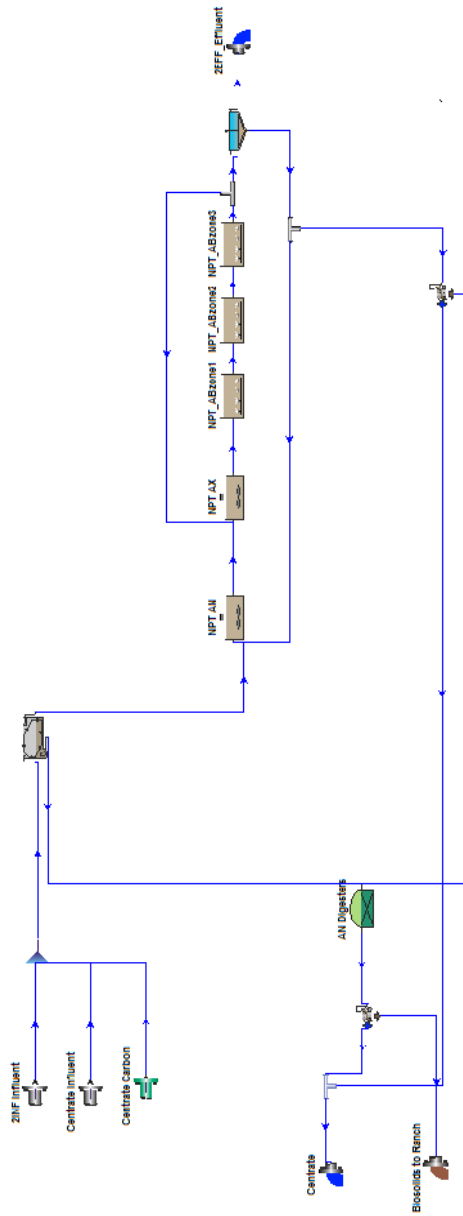 2INF Influent
Centrate Influent
Centrate Carbon
NPT AN
NPT AX
NPT_ABzone1
NPT_ABzone2
NPT_ABzone3
2EFF_Effluent
AN Digesters
Centrate
Biosolids to Ranch